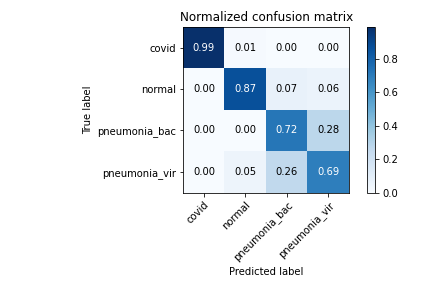 Normalized confusion matrix
covid 0.99 0.01 0.00 0.00
normal 0.00 0.87 0.07 0.06
pneumonia_bac 0.00 0.00 0.72 0.28
pneumonia_vir 0.00 0.05 0.26 0.69
True label
covid normal pneumonia_bac pneumonia_vir
Predicted label
0.8
0.6
0.4
0.2
0.0